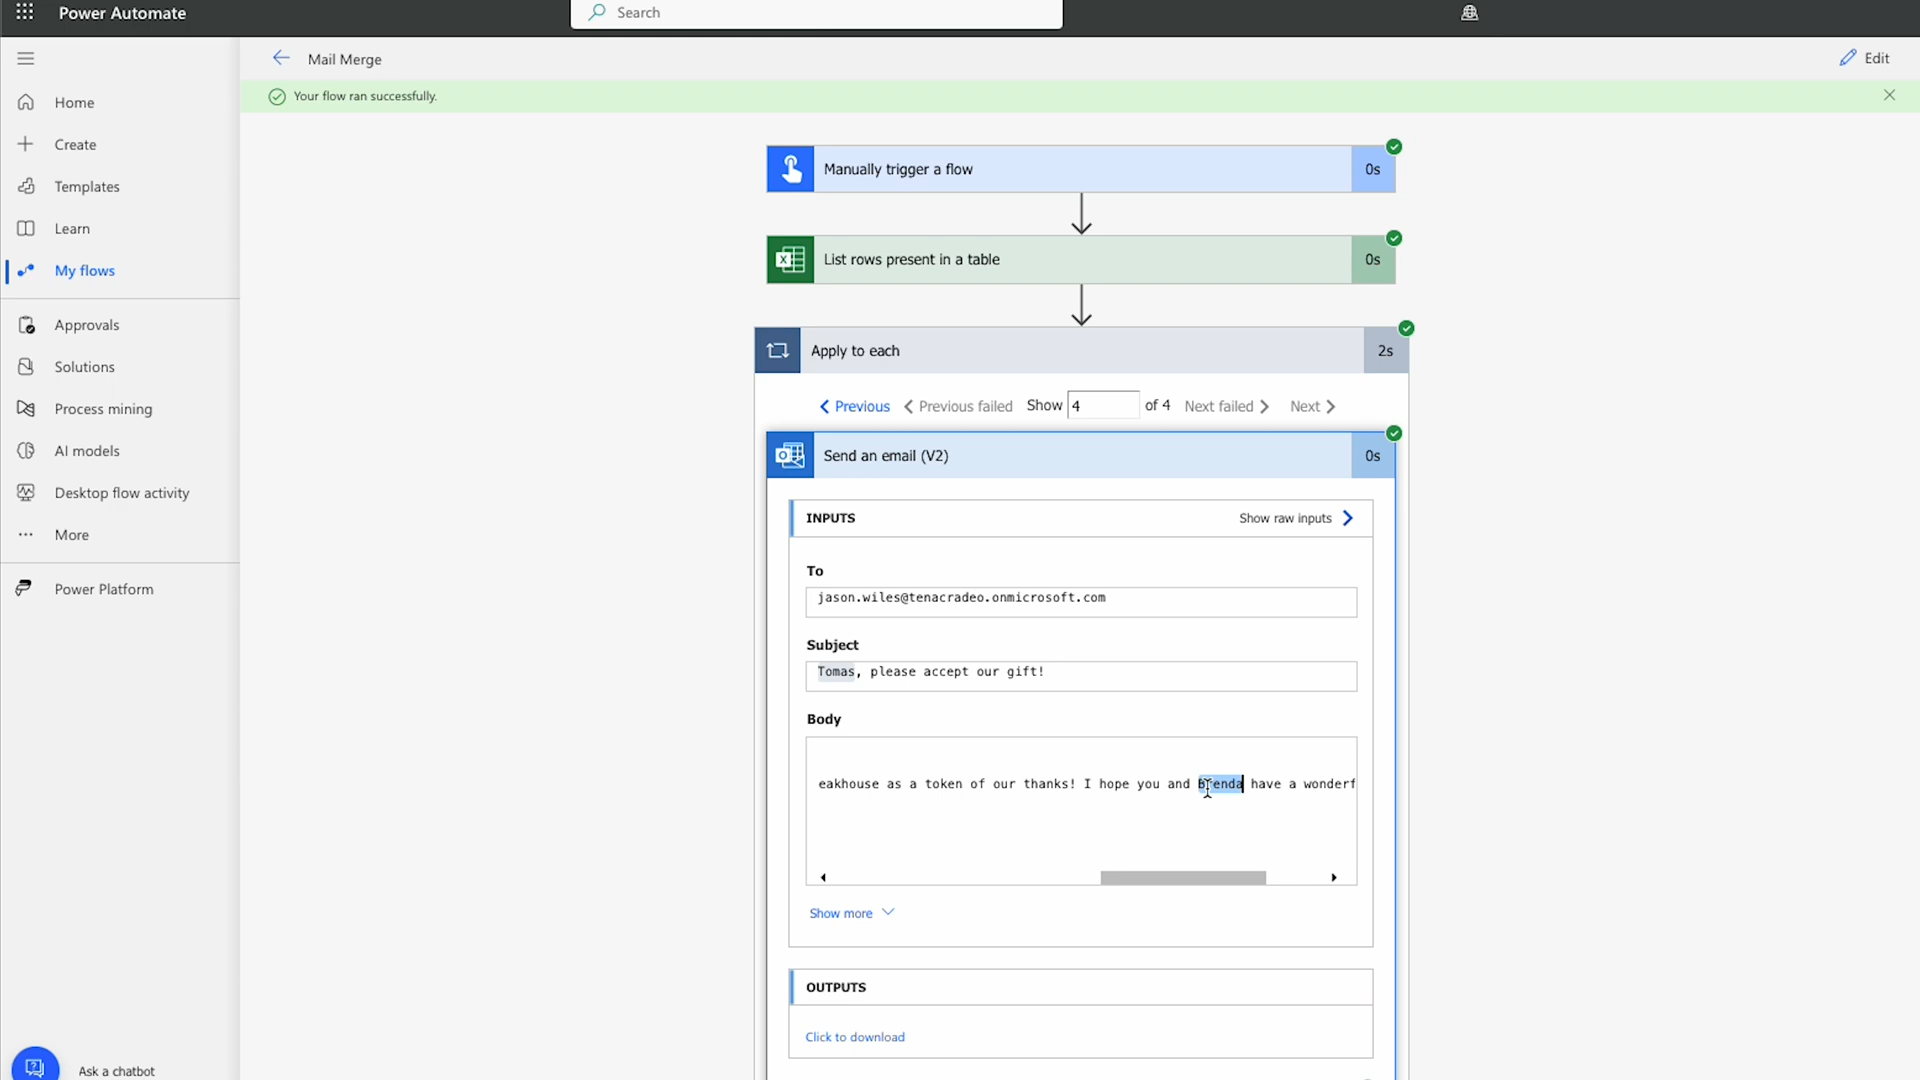 Power Automate
Search
Mail Merge
Edit
Your flow ran successfully.
Home
Create
Templates
Learn
My flows
Approvals
Solutions
Process mining
AI models
Desktop flow activity
More
Power Platform
Ask a chatbot
Manually trigger a flow 0s
List rows present in a table 0s
Apply to each 2s
Previous Previous failed Show 4 of 4 Next failed Next
Send an email (V2) 0s
INPUTS Show raw inputs
To
jason.wiles@tenacradeo.onmicrosoft.com
Subject
Tomas, please accept our gift!
Body
eakhouse as a token of our thanks! I hope you and Brenda have a wonderf
Show more
OUTPUTS
Click to download